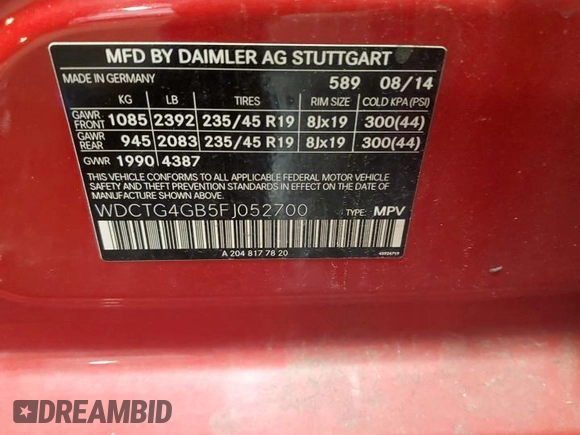 MFD BY DAIMLER AG STUTTGART
MADE IN GERMANY 589 08/14
KG LB TIRES RIM SIZE COLD KPA (PSI)
GAWR FRONT 1085 2392 235/45 R19 8Jx19 300(44)
GAWR REAR 945 2083 235/45 R19 8Jx19 300(44)
GVWR 1990 4387
THIS VEHICLE CONFORMS TO ALL APPLICABLE FEDERAL MOTOR VEHICLE
SAFETY AND THEFT PREVENTION STANDARDS IN EFFECT ON THE DATE
OF MANUFACTURE SHOWN ABOVE.
WDCTG4GB5FJ052700 TYPE: MPV
A 204 817 78 20
DREAMBID